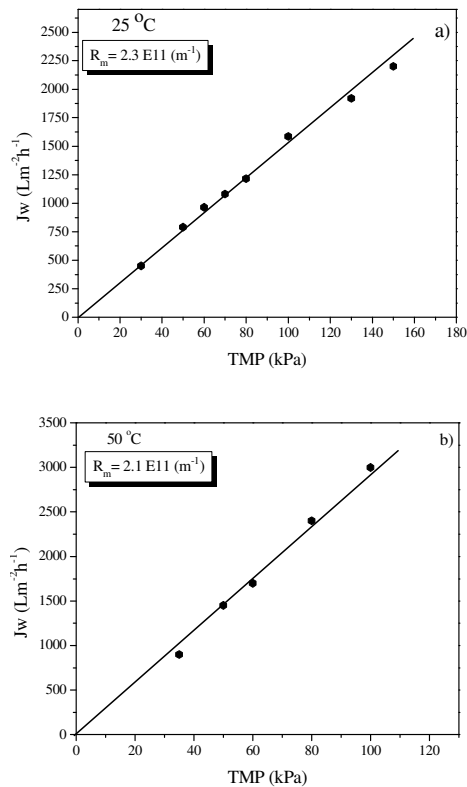 25 °C
a)
Rₘ= 2.3 E11 (m⁻¹)
2500
2250
2000
1750
1500
1250
1000
750
500
250
0
Jw (Lm⁻²h⁻¹)
0 20 40 60 80 100 120 140 160 180
TMP (kPa)
50 °C
b)
Rₘ= 2.1 E11 (m⁻¹)
3500
3000
2500
2000
1500
1000
500
0
Jw (Lm⁻²h⁻¹)
0 20 40 60 80 100 120
TMP (kPa)